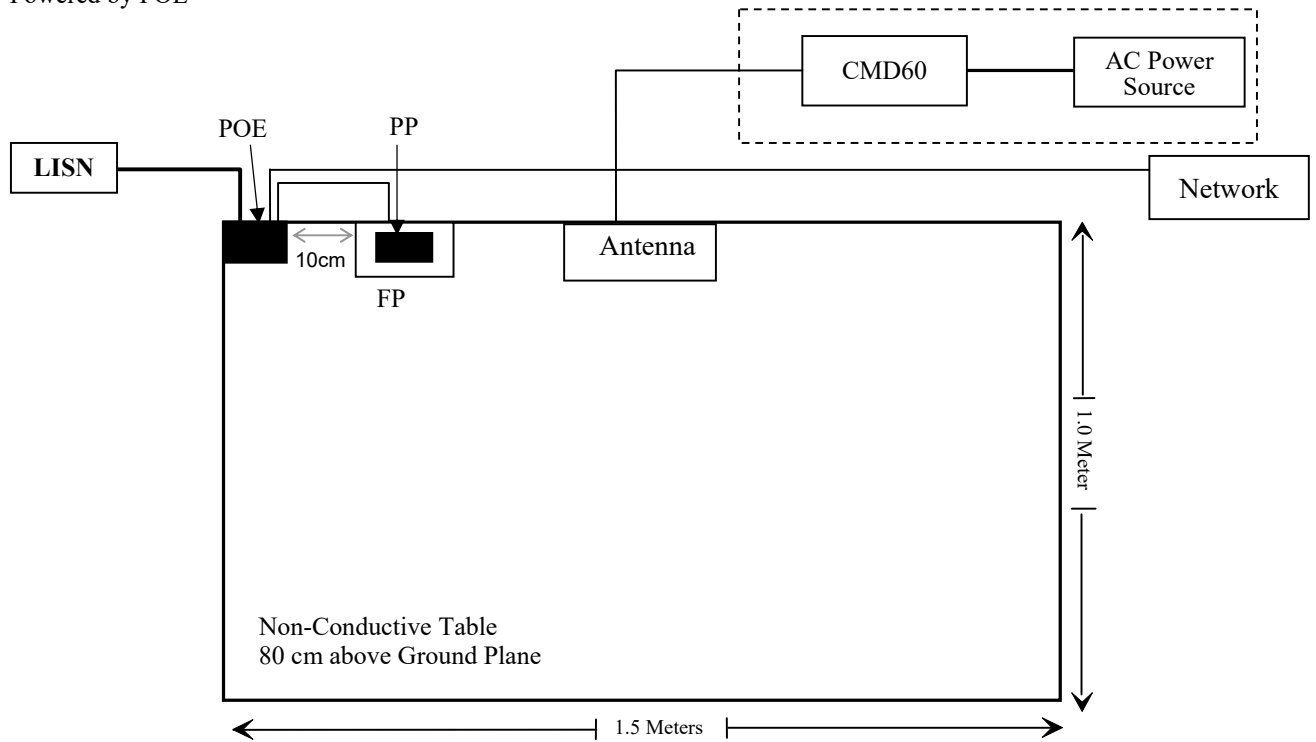 Powered by POE
CMD60
AC Power
Source
POE
PP
LISN
Network
Antenna
10cm
FP
1.0 Meter
Non-Conductive Table
80 cm above Ground Plane
1.5 Meters